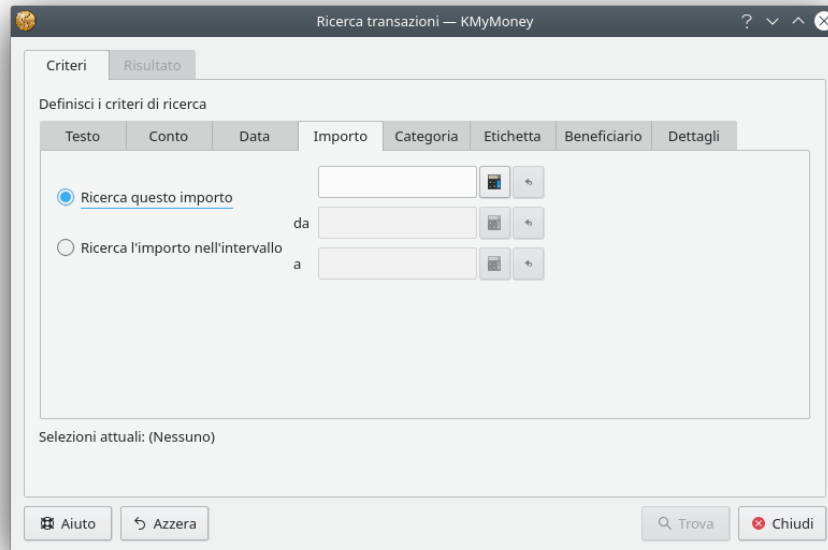 Ricerca transazioni — KMyMoney
Criteri Risultato
Definisci i criteri di ricerca
Testo Conto Data Importo Categoria Etichetta Beneficiario Dettagli
Ricerca questo importo
da
Ricerca l'importo nell'intervallo
a
Selezioni attuali: (Nessuno)
Aiuto Azzera Trova Chiudi